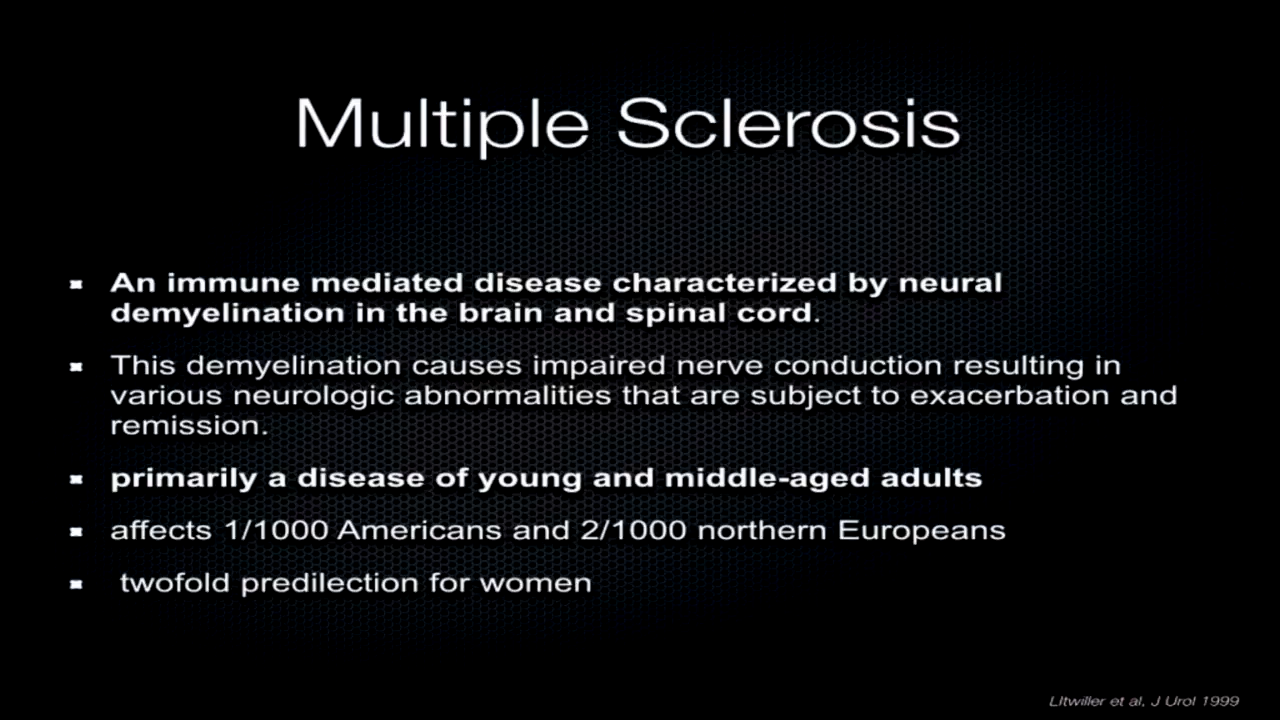 Multiple Sclerosis
An immune mediated disease characterized by neural
demyelination in the brain and spinal cord.
This demyelination causes impaired nerve conduction resulting in
various neurologic abnormalities that are subject to exacerbation and
remission.
primarily a disease of young and middle-aged adults
affects 1/1000 Americans and 2/1000 northern Europeans
twofold predilection for women
LItwiller et al, J Urol 1999